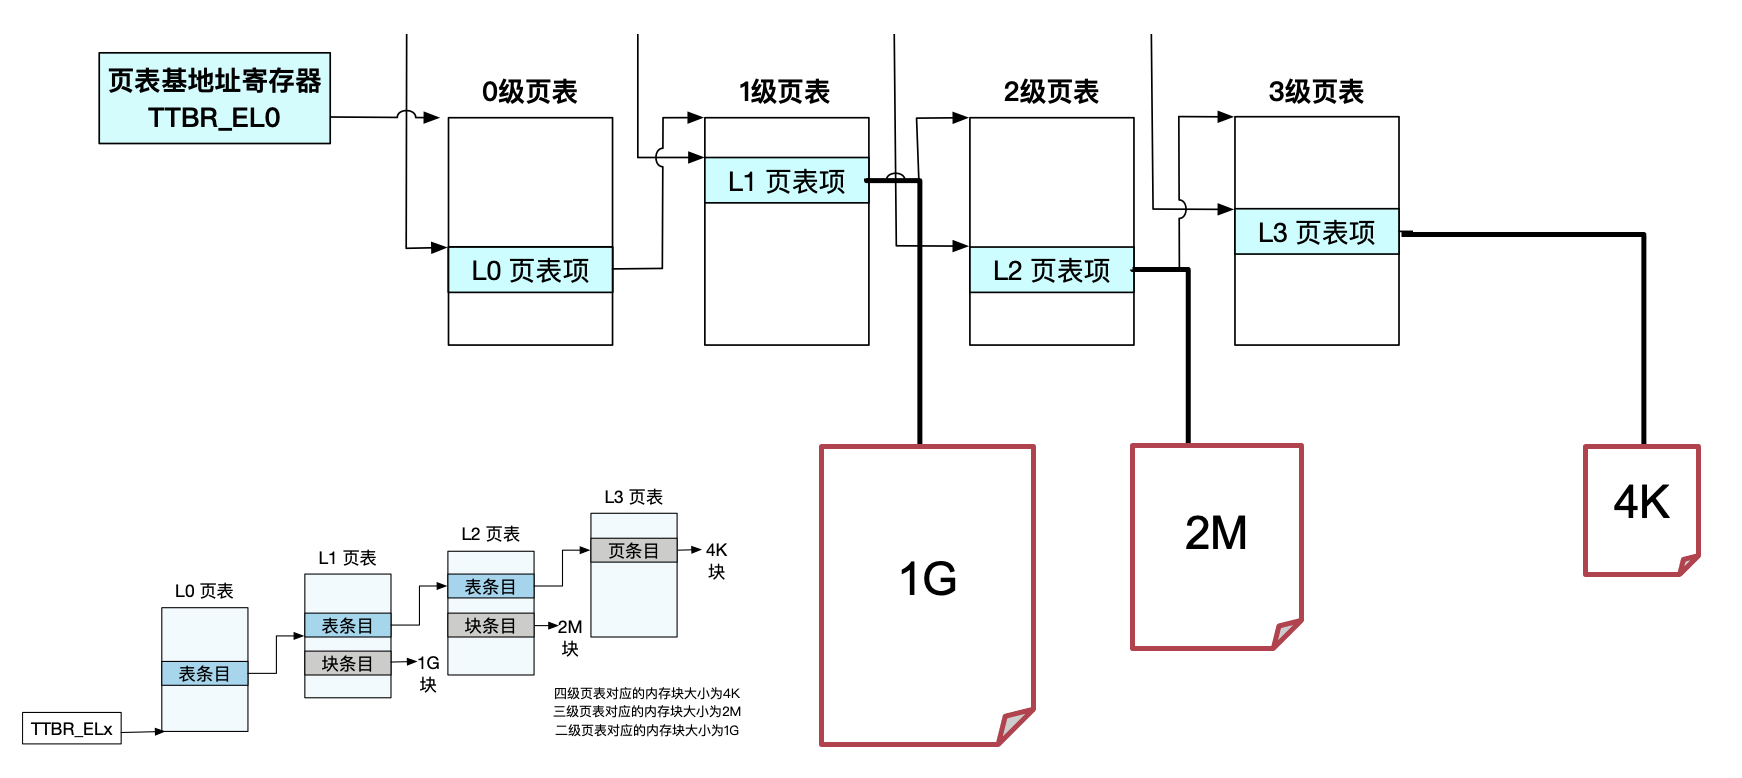 页表基地址寄存器
TTBR_EL0
0级页表
1级页表
2级页表
3级页表
L1 页表项
L3 页表项
L0 页表项
L2 页表项
1G
2M
4K
L3 页表
L2 页表
L1 页表
L0 页表
页条目
4K
块
表条目
块条目
2M
块
表条目
块条目
1G
块
表条目
TTBR_ELx
四级页表对应的内存块大小为4K
三级页表对应的内存块大小为2M
二级页表对应的内存块大小为1G